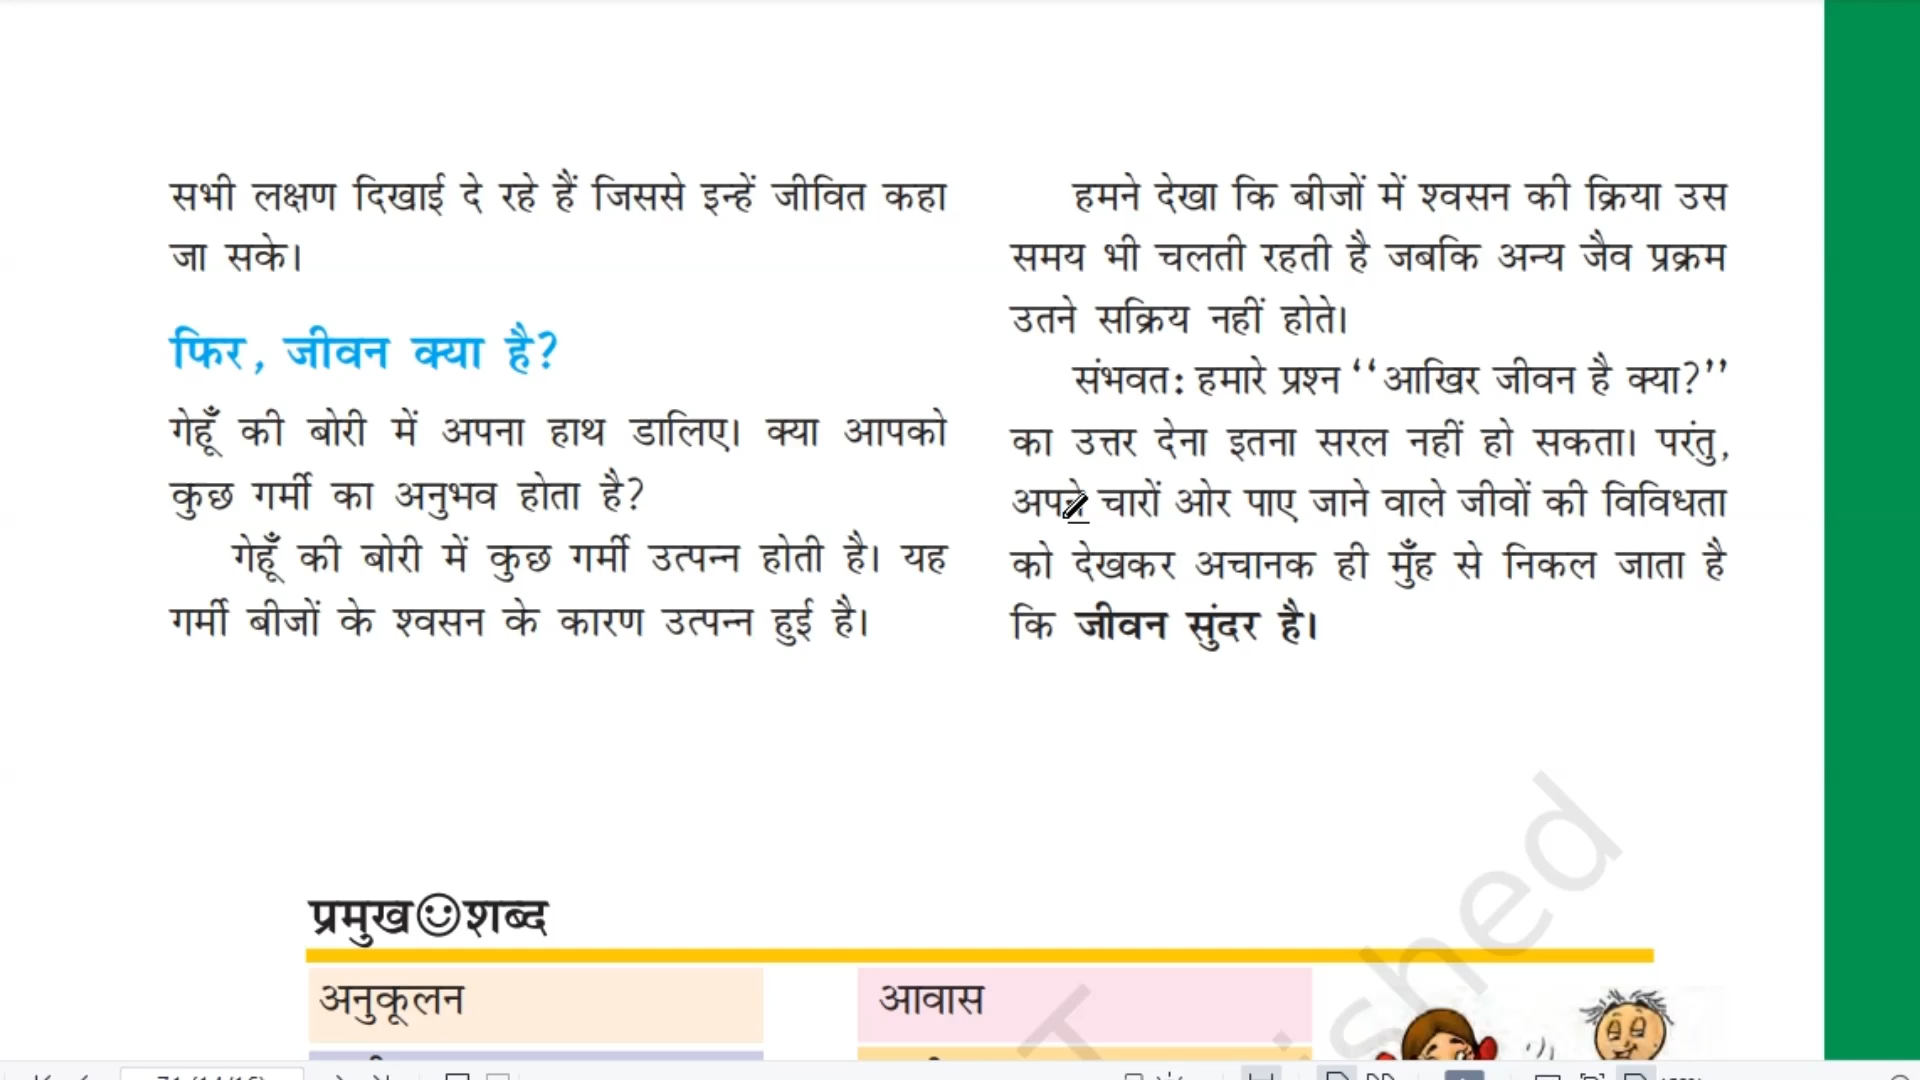 सभी लक्षण दिखाई दे रहे हैं जिससे इन्हें जीवित कहा
जा सके।
फिर, जीवन क्या है?
गेहूँ की बोरी में अपना हाथ डालिए। क्या आपको
कुछ गर्मी का अनुभव होता है?
गेहूँ की बोरी में कुछ गर्मी उत्पन्न होती है। यह
गर्मी बीजों के श्वसन के कारण उत्पन्न हुई है।
हमने देखा कि बीजों में श्वसन की क्रिया उस
समय भी चलती रहती है जबकि अन्य जैव प्रक्रम
उतने सक्रिय नहीं होते।
संभवत: हमारे प्रश्न ‘‘आखिर जीवन है क्या?’’
का उत्तर देना इतना सरल नहीं हो सकता। परंतु,
अपने चारों ओर पाए जाने वाले जीवों की विविधता
को देखकर अचानक ही मुँह से निकल जाता है
कि जीवन सुंदर है।
प्रमुख शब्द
अनुकूलन
आवास
shed